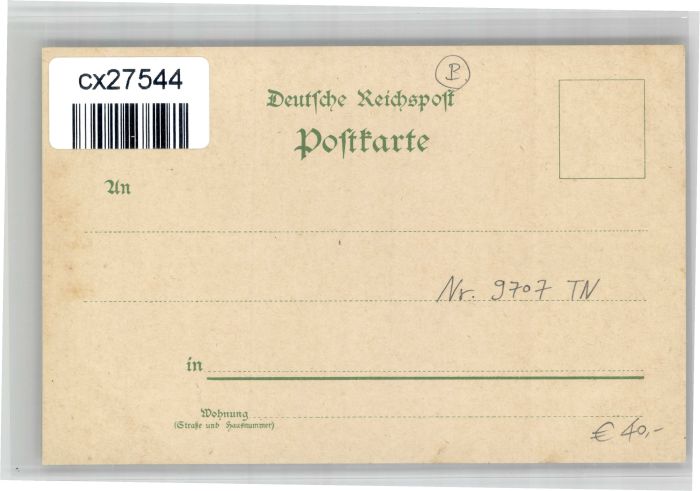 cx27544
P
Deutsche Reichspost
Postkarte
An
Nr. 9707 TN
in
Wohnung
(Straße und Hausnummer)
€ 40,-